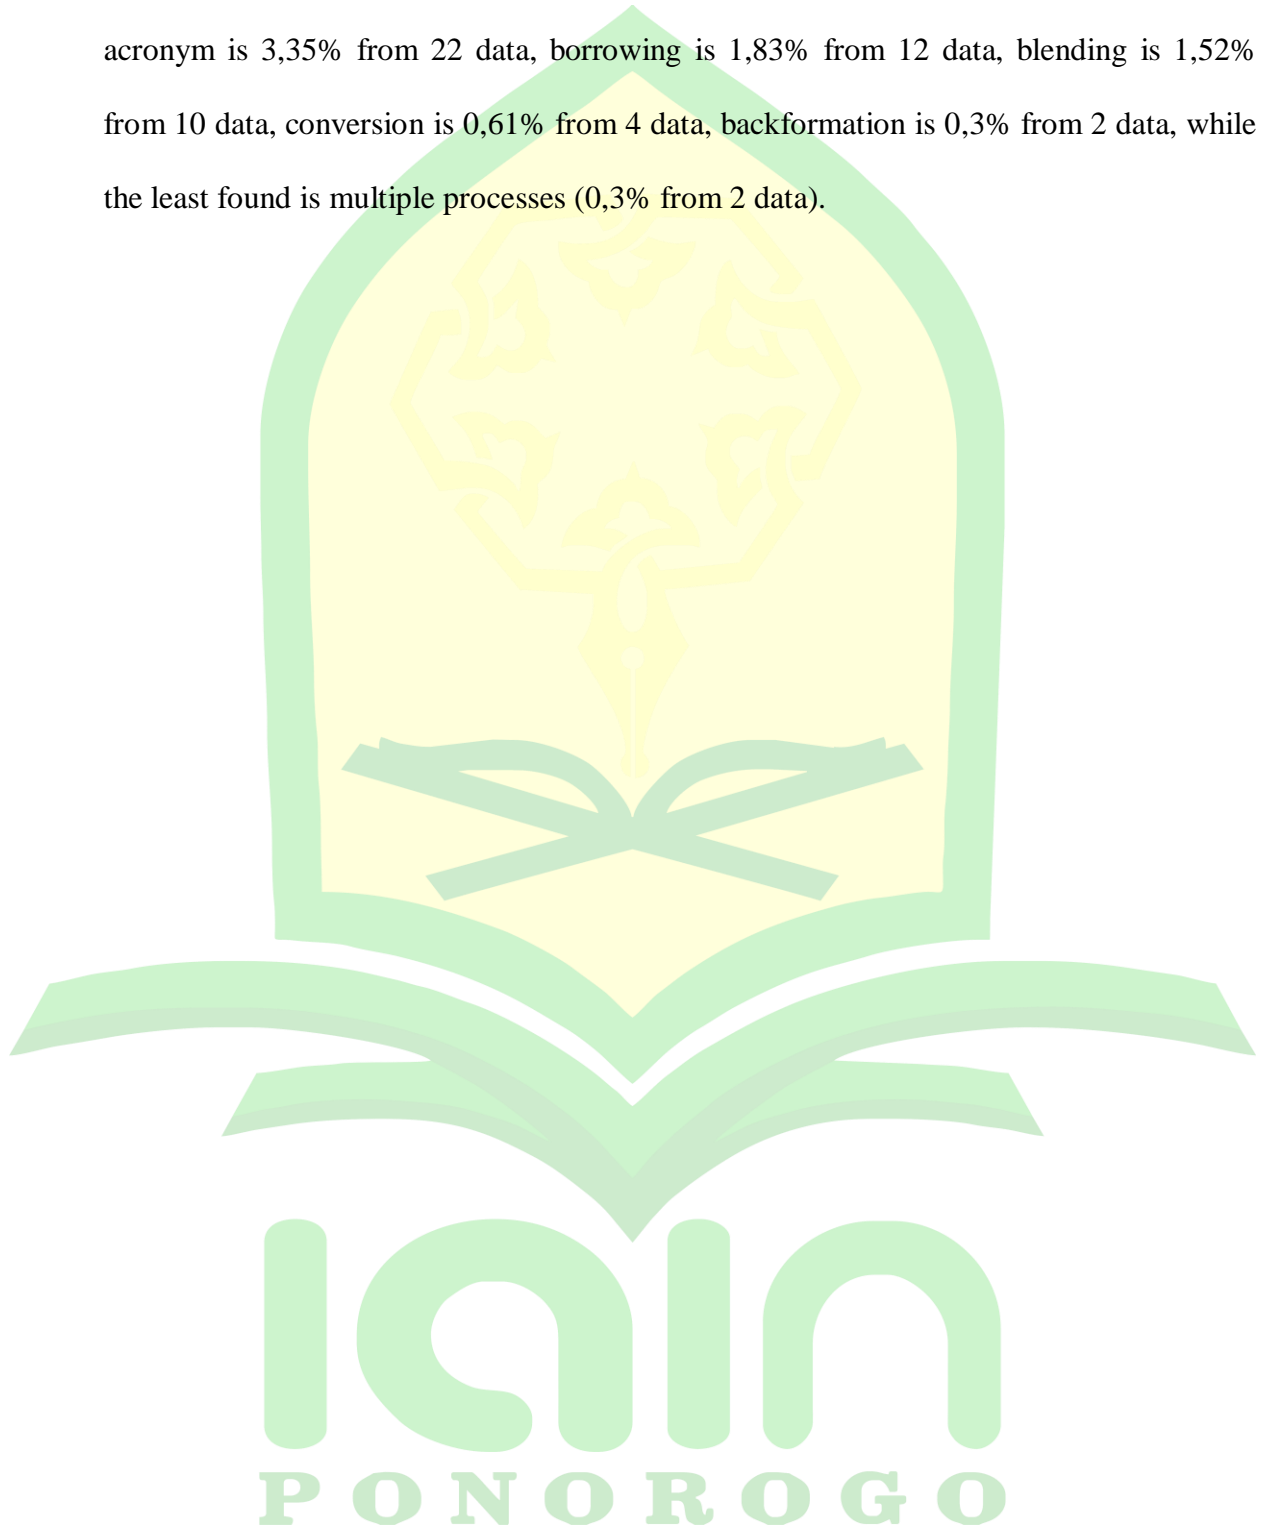 acronym is 3,35% from 22 data, borrowing is 1,83% from 12 data, blending is 1,52%
from 10 data, conversion is 0,61% from 4 data, backformation is 0,3% from 2 data, while
the least found is multiple processes (0,3% from 2 data).
iain
PONOROGO